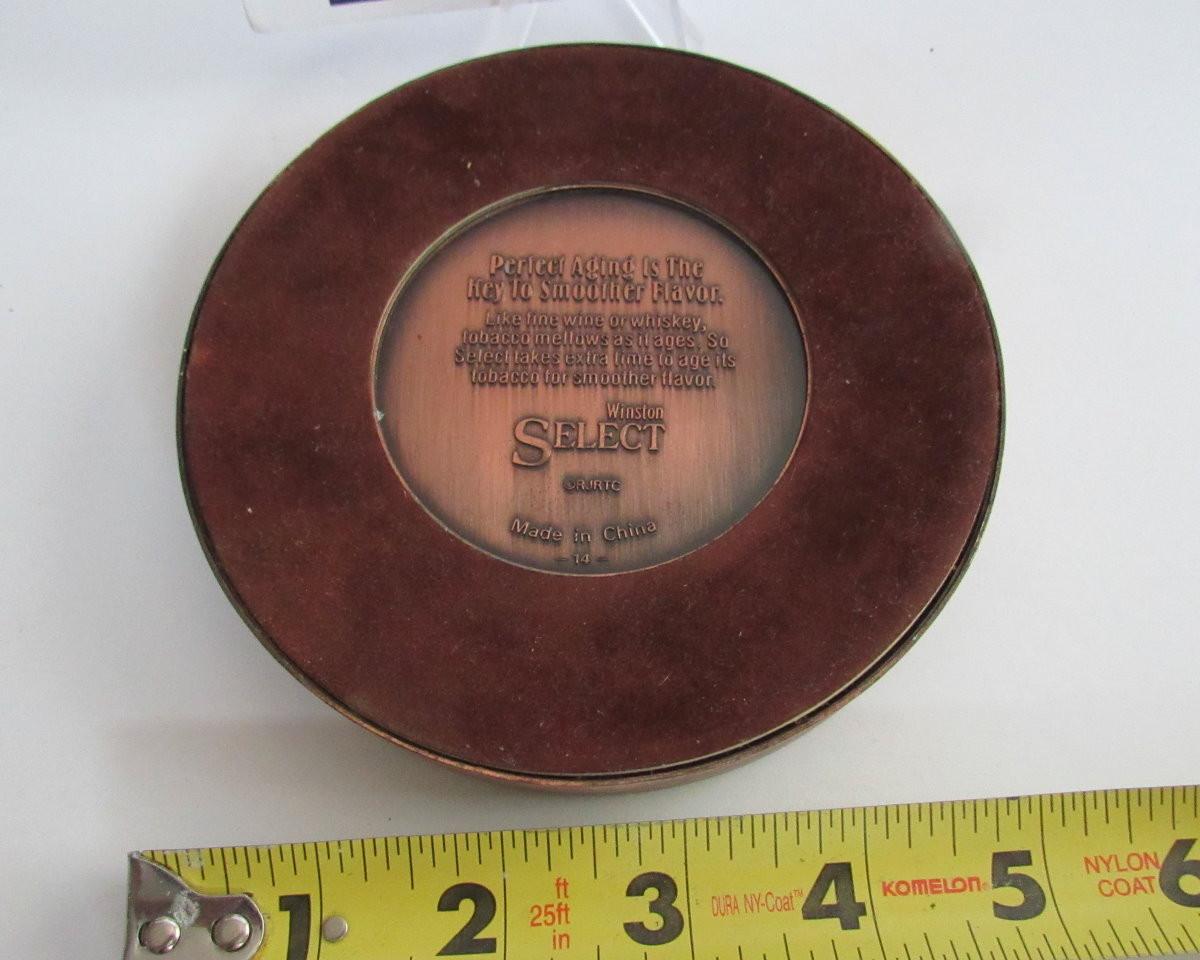 Perfect Aging Is The
Key To Smoother Flavor.
Like fine wine or whiskey,
tobacco mellows as it ages. So
Select takes extra time to age its
tobacco for smoother flavor.
Winston
SELECT
©RJRTC
Made in China
- 14 -
1 2 ft 25ft in 3 DURA NY-Coat™ 4 KOMELON® 5 NYLON COAT 6